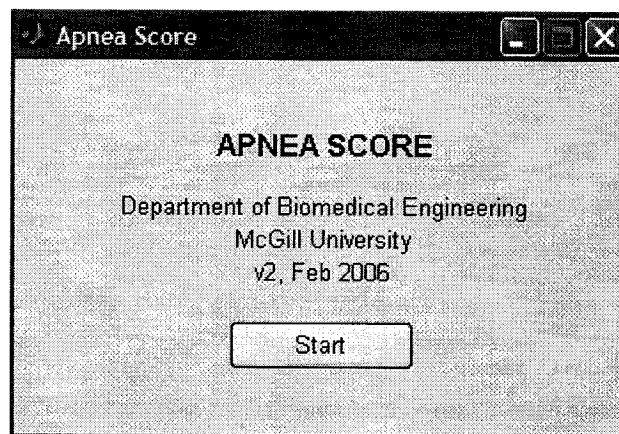 Apnea Score
APNEA SCORE
Department of Biomedical Engineering
McGill University
v2, Feb 2006
Start